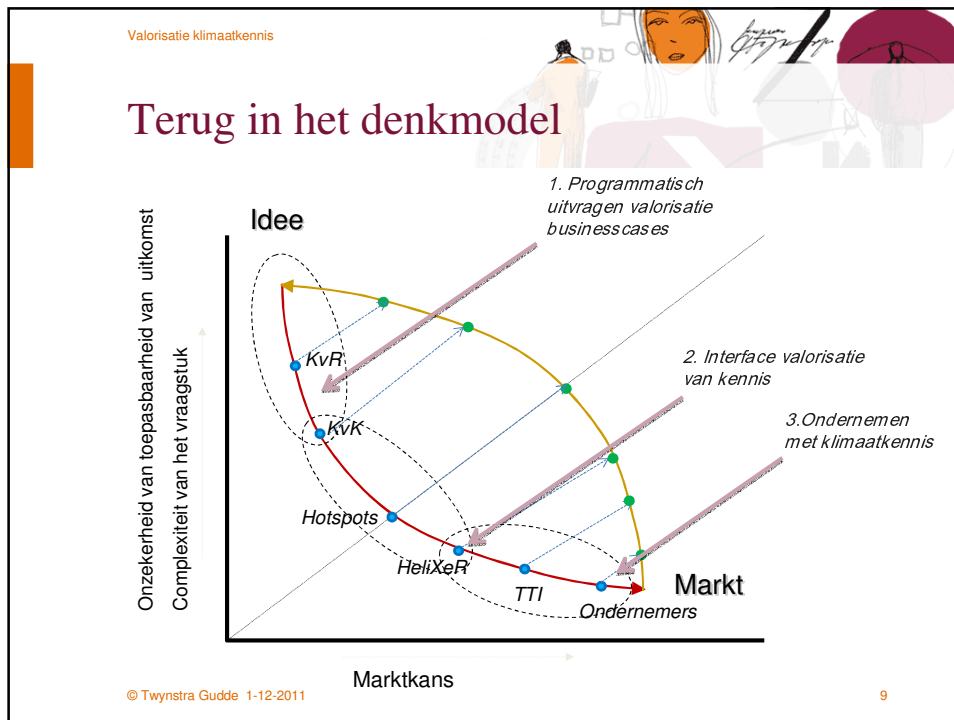 Valorisatie klimaatkennis
Terug in het denkmodel
1. Programmatisch
uitvragen valorisatie
businesscases
Idee
Onzekerheid van toepasbaarheid van uitkomst
Complexiteit van het vraagstuk
KvR
2. Interface valorisatie
van kennis
3.Ondernemen
met klimaatkennis
KvK
Hotspots
HeliXeR
TTI
Markt
Ondernemers
Marktkans
© Twynstra Gudde 1-12-2011
9